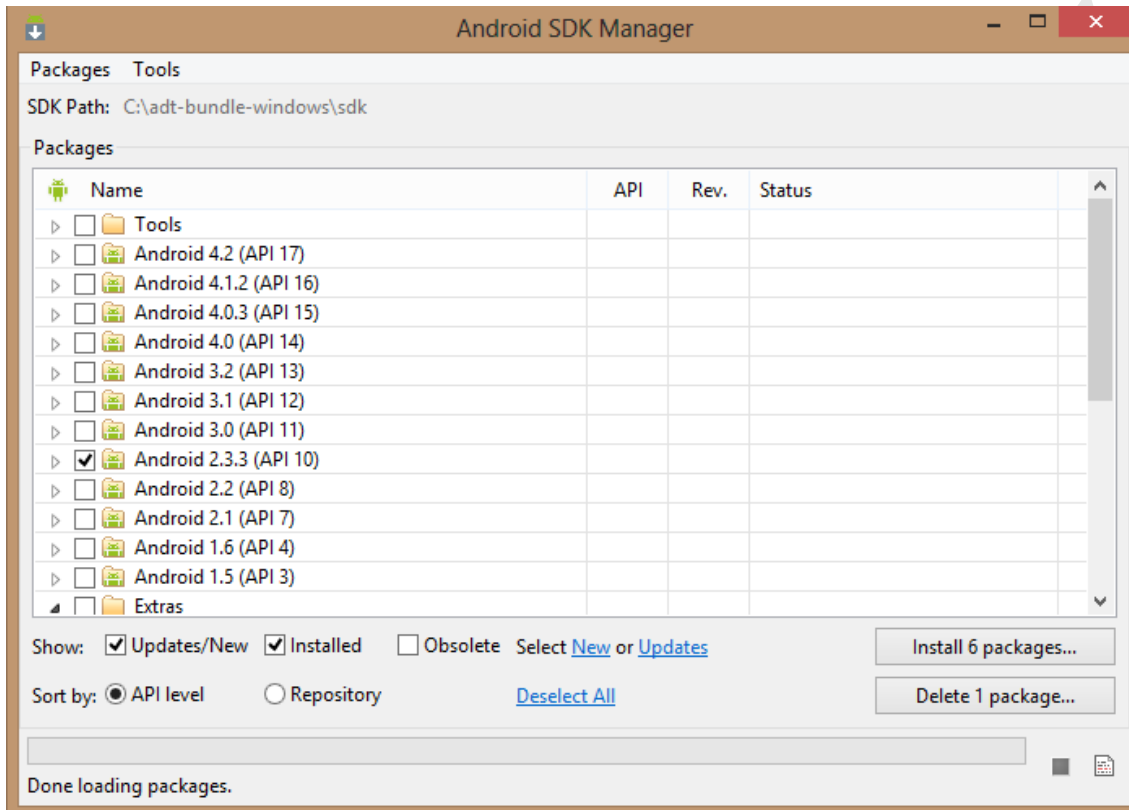 Android SDK Manager
Packages Tools
SDK Path: C:\adt-bundle-windows\sdk
Packages
Name API Rev. Status
Tools
Android 4.2 (API 17)
Android 4.1.2 (API 16)
Android 4.0.3 (API 15)
Android 4.0 (API 14)
Android 3.2 (API 13)
Android 3.1 (API 12)
Android 3.0 (API 11)
Android 2.3.3 (API 10)
Android 2.2 (API 8)
Android 2.1 (API 7)
Android 1.6 (API 4)
Android 1.5 (API 3)
Extras
Show: Updates/New Installed Obsolete Select New or Updates Install 6 packages...
Sort by: API level Repository Deselect All Delete 1 package...
Done loading packages.